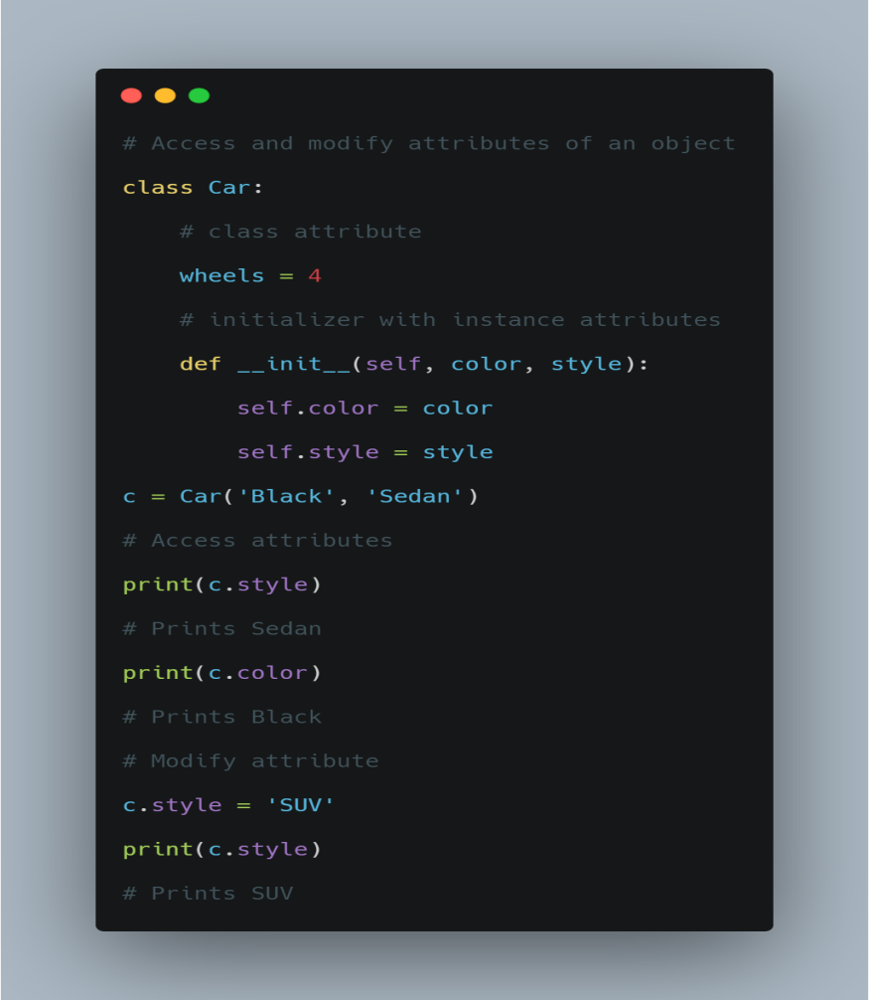 # Access and modify attributes of an object
class Car:
    # class attribute
    wheels = 4
    # initializer with instance attributes
    def __init__(self, color, style):
        self.color = color
        self.style = style
c = Car('Black', 'Sedan')
# Access attributes
print(c.style)
# Prints Sedan
print(c.color)
# Prints Black
# Modify attribute
c.style = 'SUV'
print(c.style)
# Prints SUV